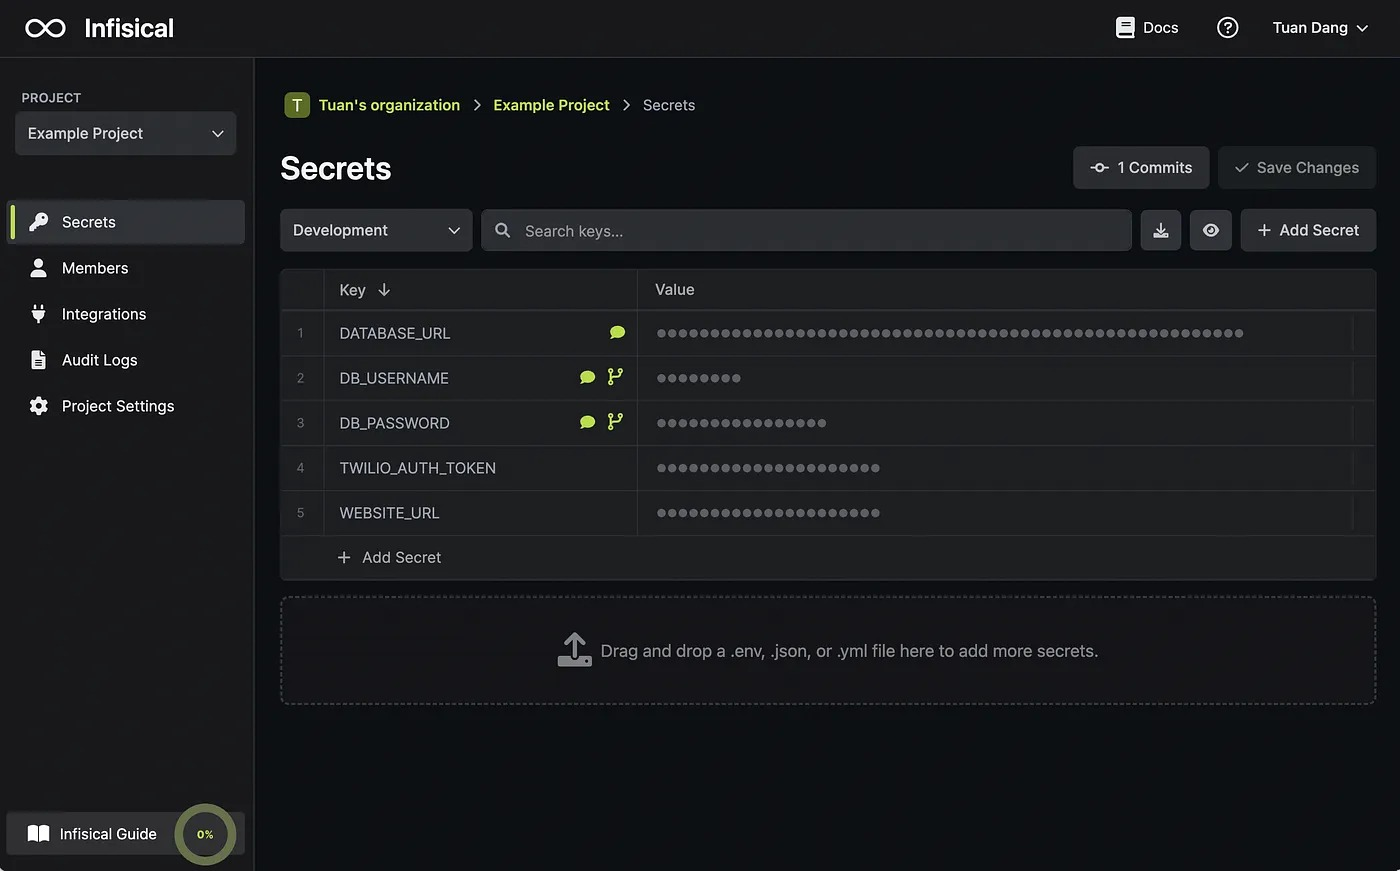 Infisical
Docs
Tuan Dang
PROJECT
Example Project
Secrets
Members
Integrations
Audit Logs
Project Settings
Infisical Guide
0%
T Tuan's organization > Example Project > Secrets
Secrets
1 Commits
Save Changes
Development
Search keys...
+ Add Secret
Key ↓ Value
1 DATABASE_URL
2 DB_USERNAME
3 DB_PASSWORD
4 TWILIO_AUTH_TOKEN
5 WEBSITE_URL
+ Add Secret
Drag and drop a .env, .json, or .yml file here to add more secrets.